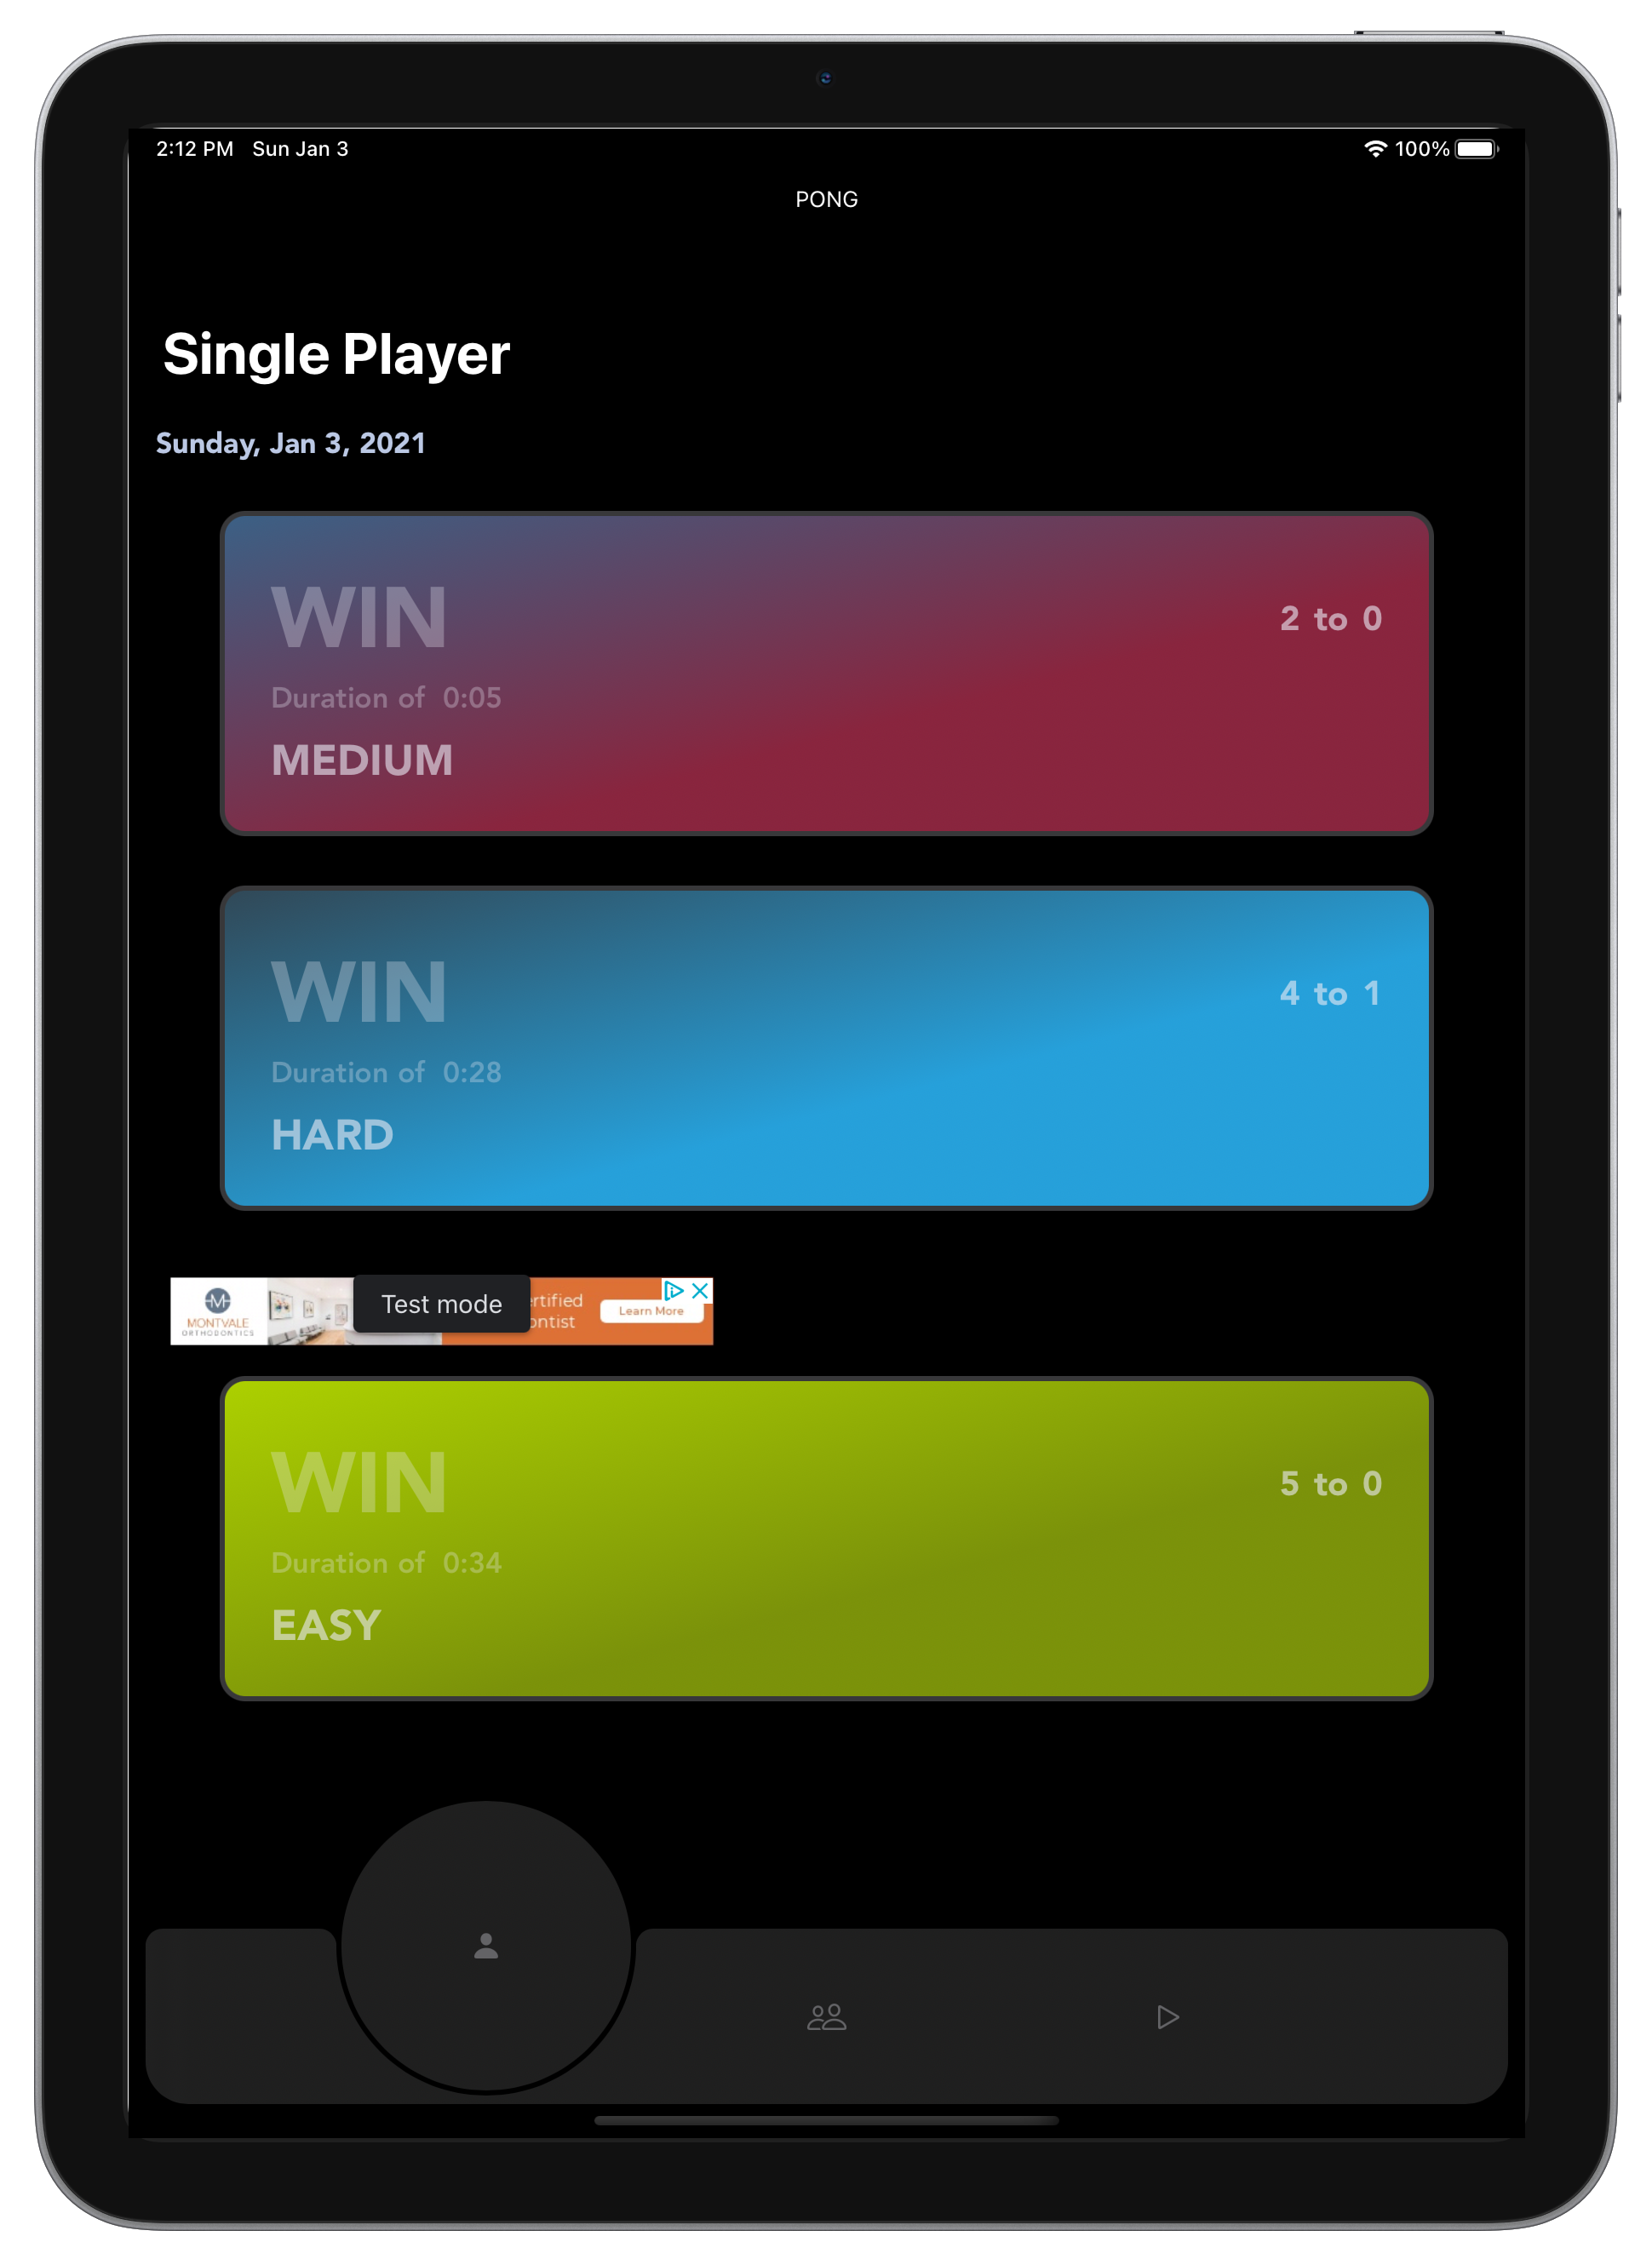 2:12 PM Sun Jan 3 100%
PONG
Single Player
Sunday, Jan 3, 2021
WIN 2 to 0
Duration of 0:05
MEDIUM
WIN 4 to 1
Duration of 0:28
HARD
MONTVALE
ORTHODONTICS
Test mode
rtified
ontist
Learn More
WIN 5 to 0
Duration of 0:34
EASY